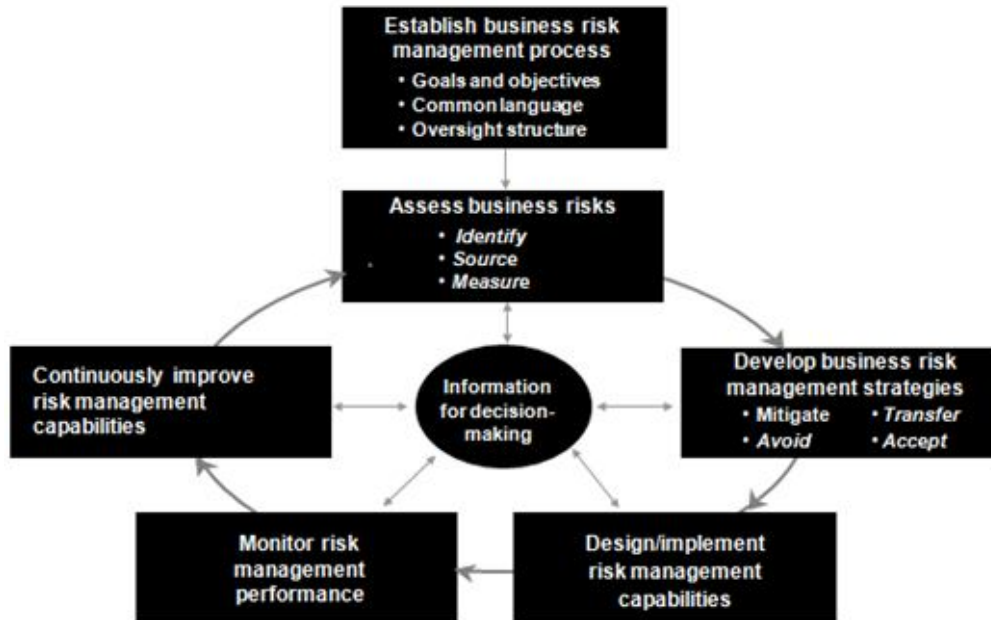 Establish business risk
management process
• Goals and objectives
• Common language
• Oversight structure
Assess business risks
• Identify
• Source
• Measure
Develop business risk
management strategies
• Mitigate • Transfer
• Avoid • Accept
Design/implement
risk management
capabilities
Monitor risk
management
performance
Continuously improve
risk management
capabilities
Information
for decision-
making